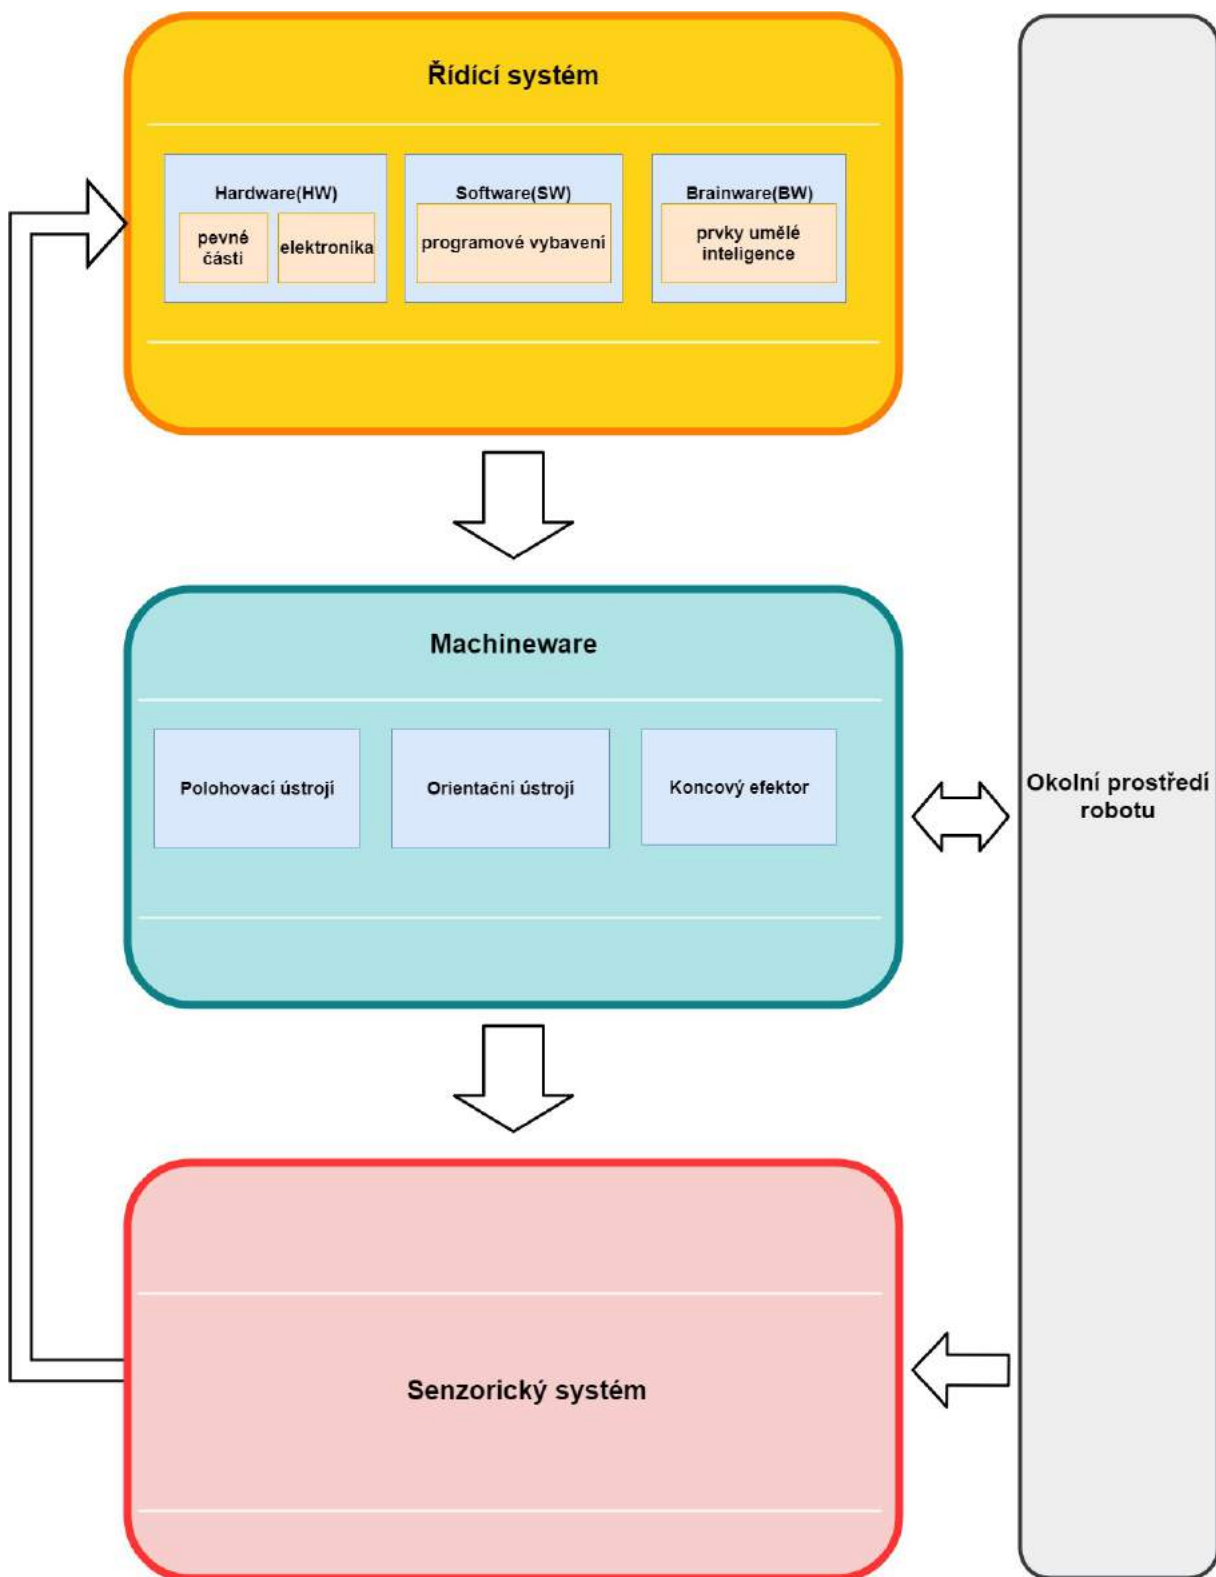 Řídící systém
Hardware(HW)
pevné
části
elektronika
Software(SW)
programové vybavení
Brainware(BW)
prvky umělé
inteligence
Machineware
Polohovací ústrojí
Orientační ústrojí
Koncový efektor
Okolní prostředí
robotu
Senzorický systém